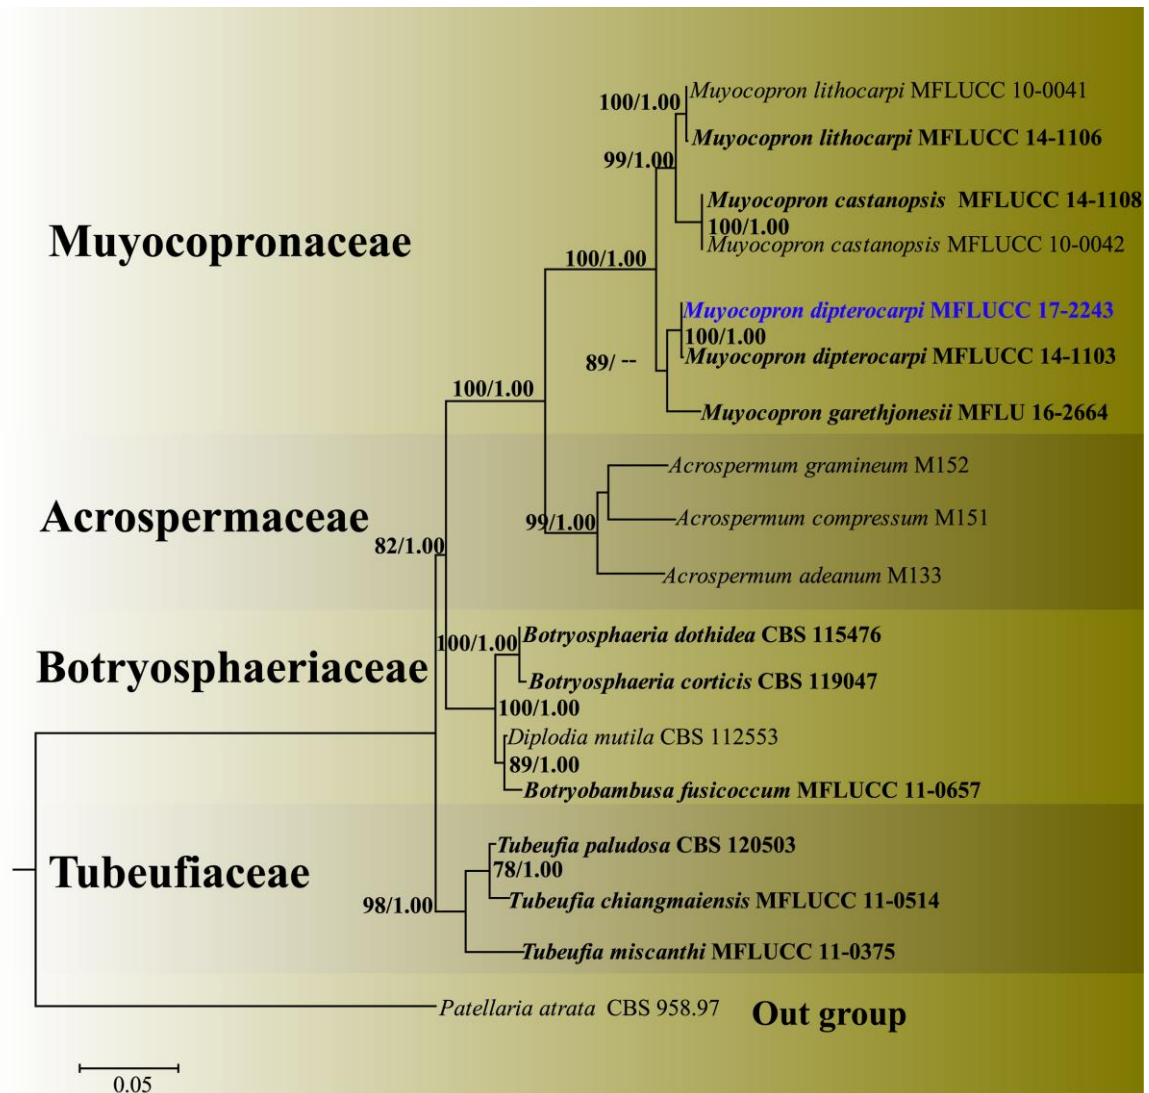 100/1.00
Muyocopron lithocarpi MFLUCC 10-0041
Muyocopron lithocarpi MFLUCC 14-1106
99/1.00
Muyocopron castanopsis MFLUCC 14-1108
100/1.00
Muyocopron castanopsis MFLUCC 10-0042
Muyocopronaceae
100/1.00
Muyocopron dipterocarpi MFLUCC 17-2243
100/1.00
Muyocopron dipterocarpi MFLUCC 14-1103
89/ --
100/1.00
Muyocopron garethjonesii MFLU 16-2664
Acrospermum gramineum M152
Acrospermaceae
99/1.00
Acrospermum compressum M151
82/1.00
Acrospermum adeanum M133
Botryosphaeria dothidea CBS 115476
100/1.00
Botryosphaeriaceae
Botryosphaeria corticis CBS 119047
100/1.00
Diplodia mutila CBS 112553
89/1.00
Botryobambusa fusicoccum MFLUCC 11-0657
Tubeufia paludosa CBS 120503
Tubeufiaceae
78/1.00
Tubeufia chiangmaiensis MFLUCC 11-0514
98/1.00
Tubeufia miscanthi MFLUCC 11-0375
Patellaria atrata CBS 958.97
Out group
0.05